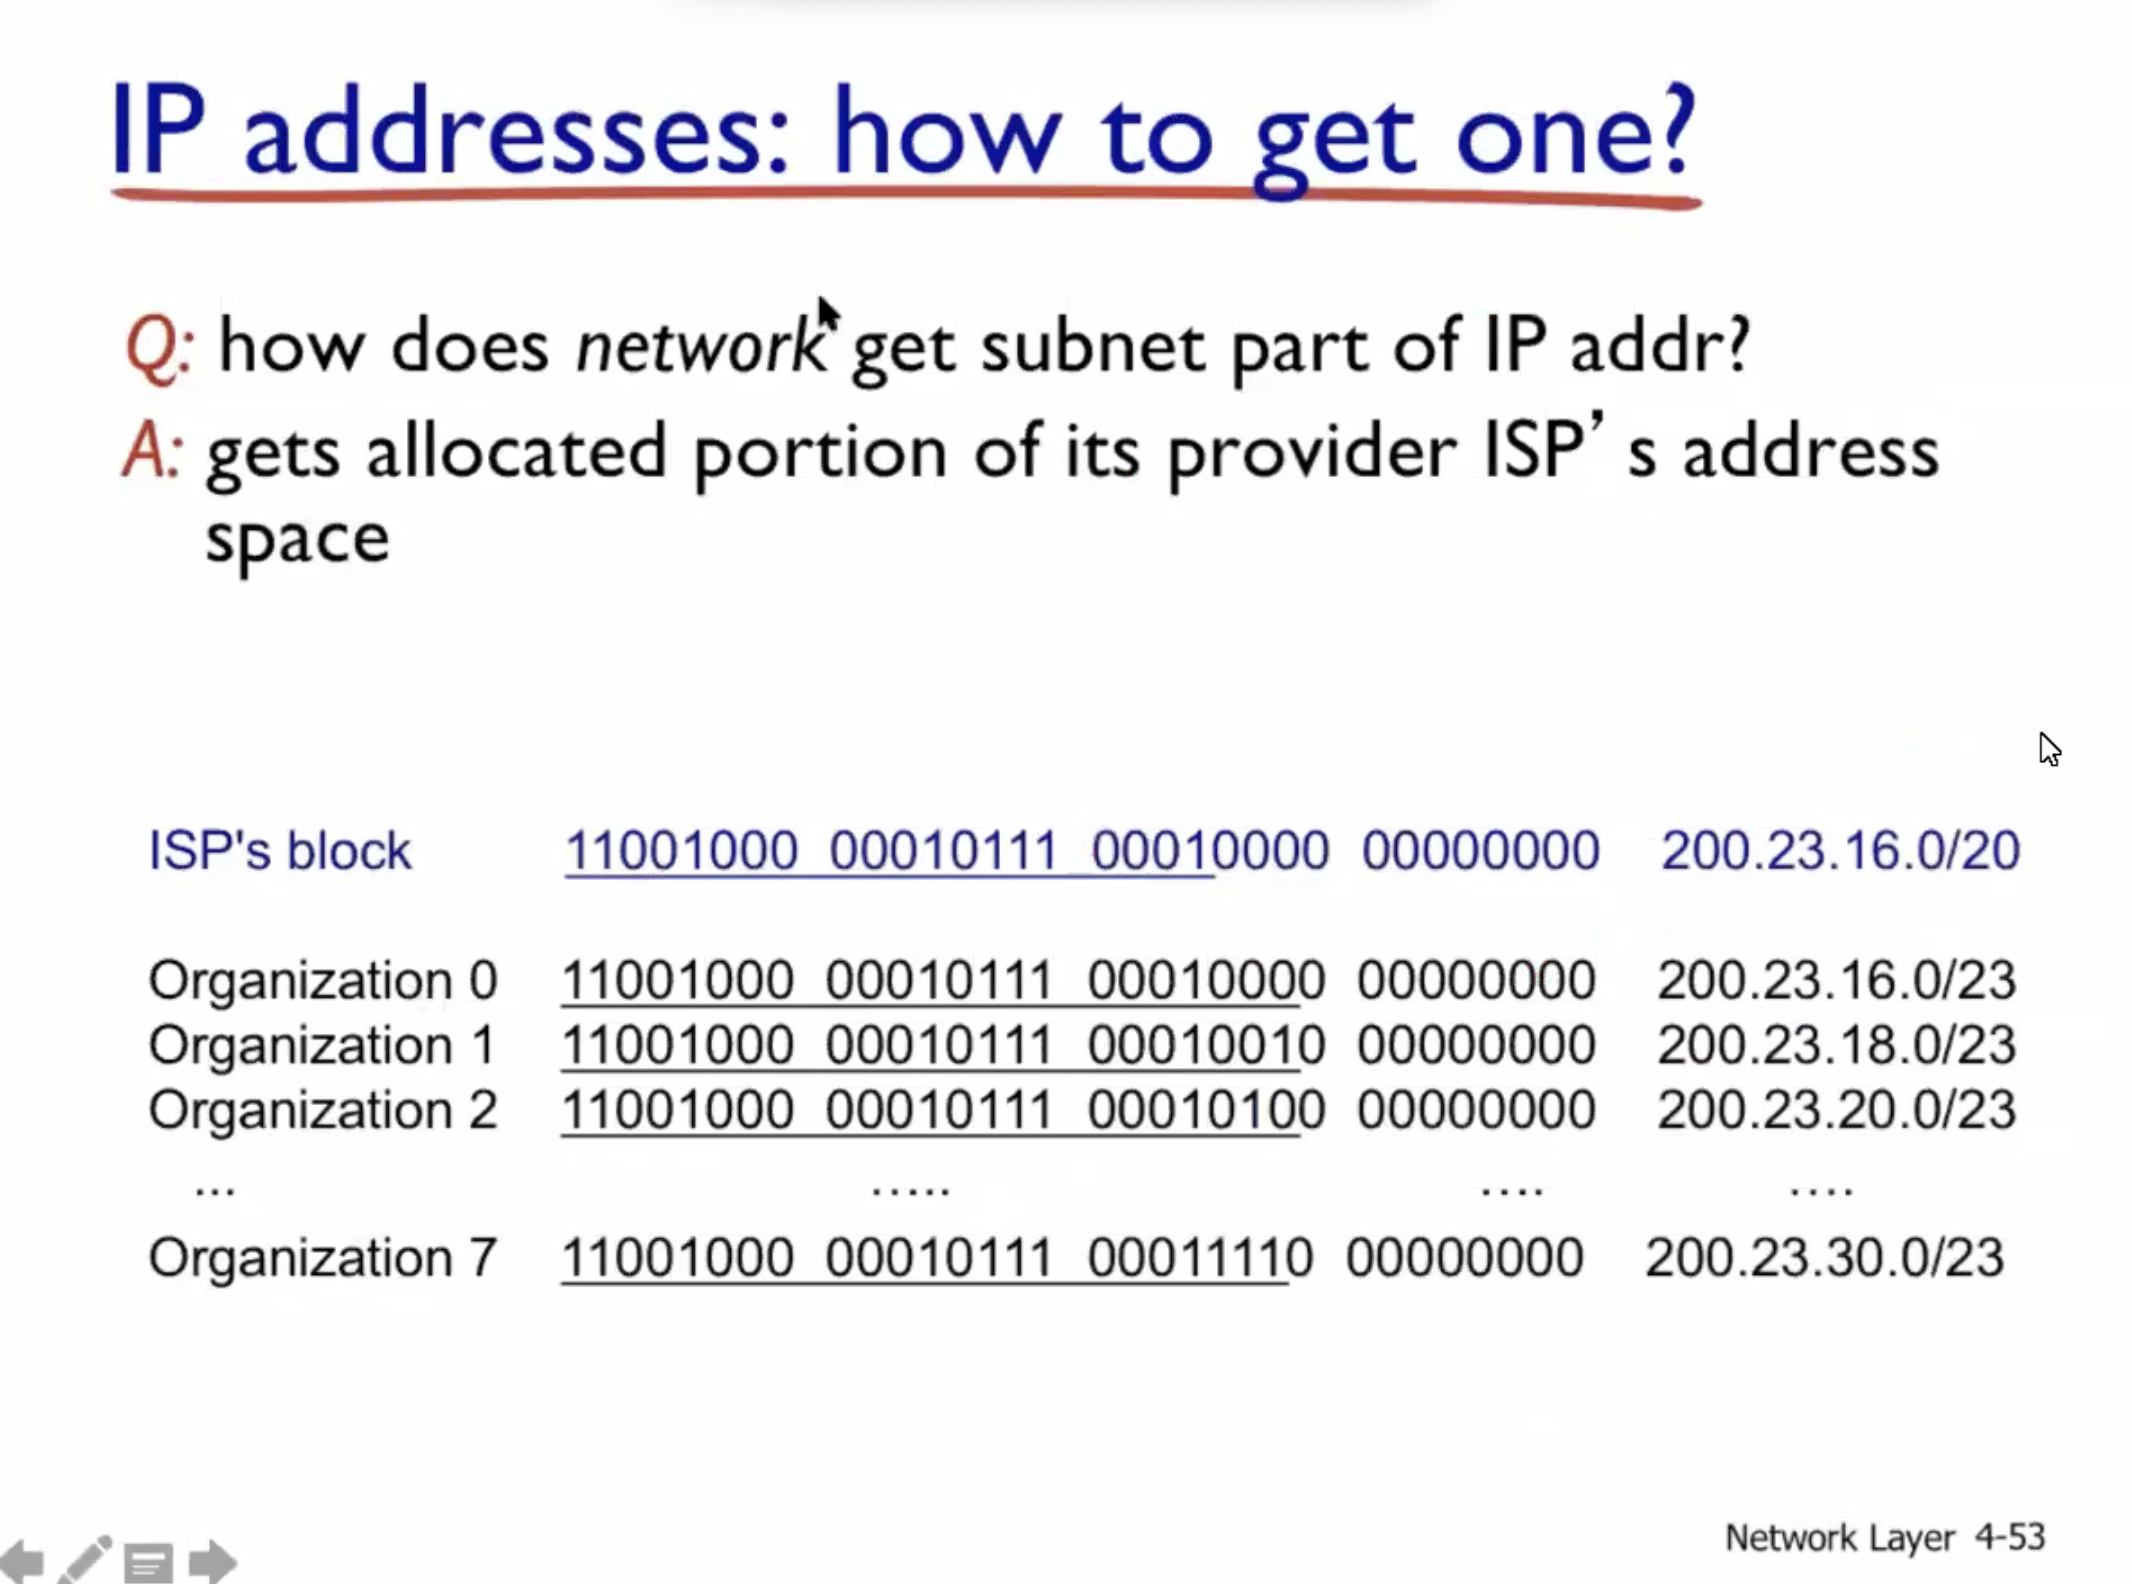 IP addresses: how to get one?
Q: how does network get subnet part of IP addr?
A: gets allocated portion of its provider ISP’ s address
space
ISP's block 11001000 00010111 00010000 00000000 200.23.16.0/20
Organization 0 11001000 00010111 00010000 00000000 200.23.16.0/23
Organization 1 11001000 00010111 00010010 00000000 200.23.18.0/23
Organization 2 11001000 00010111 00010100 00000000 200.23.20.0/23
... ..... .... ....
Organization 7 11001000 00010111 00011110 00000000 200.23.30.0/23
Network Layer 4-53